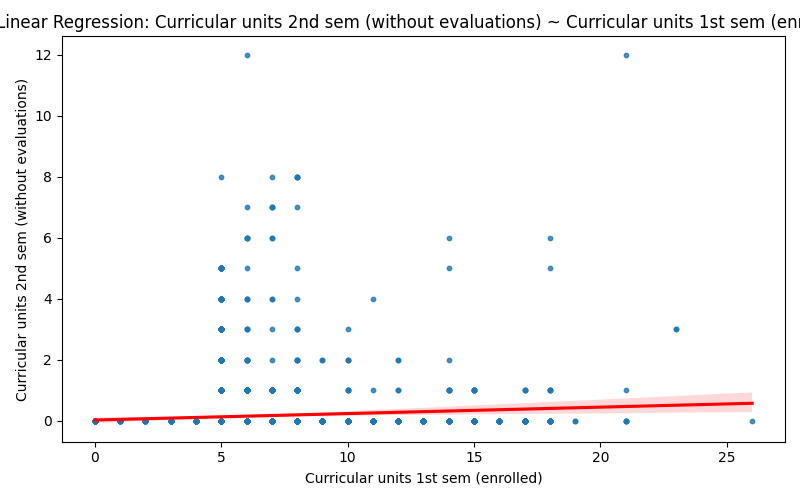 Linear Regression: Curricular units 2nd sem (without evaluations) ~ Curricular units 1st sem (enr
Curricular units 2nd sem (without evaluations)
12
10
8
6
4
2
0
0 5 10 15 20 25
Curricular units 1st sem (enrolled)